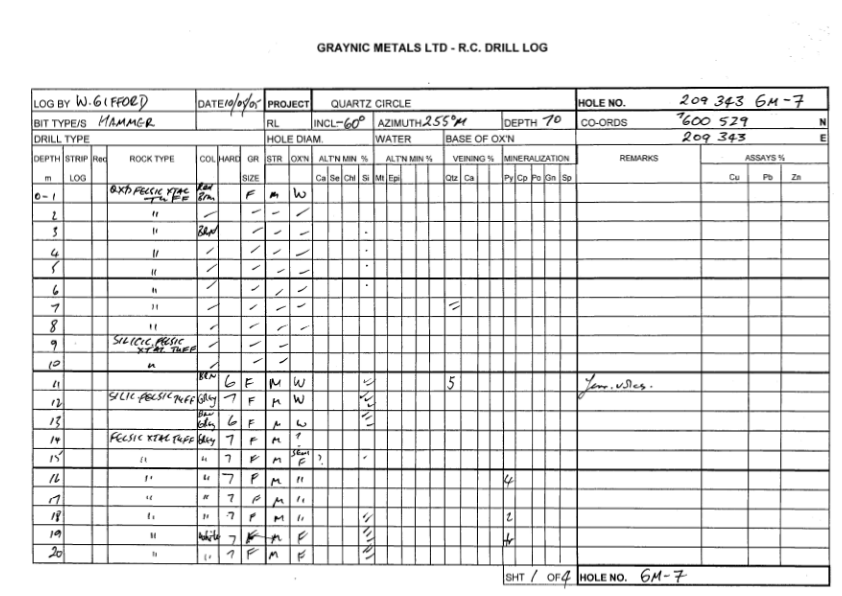 GRAYNIC METALS LTD - R.C. DRILL LOG
LOG BY W.GIFFORD DATE 10/05/05 PROJECT QUARTZ CIRCLE HOLE NO. 209 343 GM-7
BIT TYPE/S HAMMER RL INCL -60° AZIMUTH 255°M DEPTH 70 CO-ORDS 7600 529 N
DRILL TYPE HOLE DIAM. WATER BASE OF OX'N 209 343 E
DEPTH STRIP Rec ROCK TYPE COL HARD GR STR OX'N ALT'N MIN % ALT'N MIN % VEINING % MINERALIZATION REMARKS ASSAYS %
m LOG SIZE Ca Se Chl Si Mt Epi Qtz Ca Py Cp Po Gn Sp Cu Pb Zn
0-1 OXD FELSIC XTAL TUFF Red Brn F M W
2 "
3 " BRN
4 "
5 "
6 "
7 " =
8 "
9 SILICIC, FELSIC XTAL TUFF
10 "
11 BRN 6 F M W 5
12 SILIC FELSIC TUFF Gley 7 F M W
13 Brn Gley 6 F M W
14 FELSIC XTAL TUFF Gley 7 F M ?
15 " " 7 F M SEMI F ?
16 " " 7 F M " 4
17 " " 7 F M "
18 " " 7 F M " 2
19 " White 7 F M F tr
20 " " 7 F M F
SHT 1 OF 4 HOLE NO. GM-7